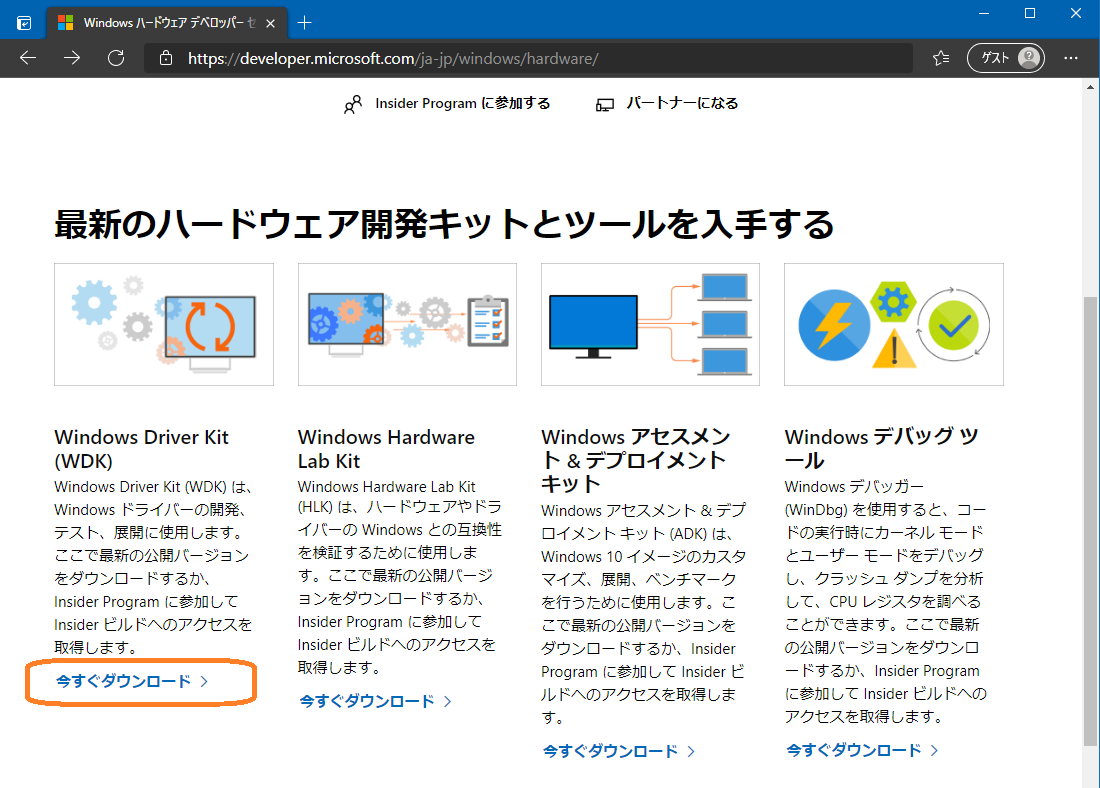 Windows ハードウェア デベロッパー セ
https://developer.microsoft.com/ja-jp/windows/hardware/
ゲスト
Insider Program に参加する
パートナーになる
最新のハードウェア開発キットとツールを入手する
Windows Driver Kit
(WDK)
Windows Driver Kit (WDK) は、
Windows ドライバーの開発、
テスト、展開に使用します。
ここで最新の公開バージョン
をダウンロードするか、
Insider Program に参加して
Insider ビルドへのアクセスを
取得します。
今すぐダウンロード
Windows Hardware
Lab Kit
Windows Hardware Lab Kit
(HLK) は、ハードウェアやドラ
イバーの Windows との互換性
を検証するために使用しま
す。ここで最新の公開バージ
ョンをダウンロードするか、
Insider Program に参加して
Insider ビルドへのアクセスを
取得します。
今すぐダウンロード
Windows アセスメン
ト & デプロイメント
キット
Windows アセスメント & デプ
ロイメント キット (ADK) は、
Windows 10 イメージのカスタ
マイズ、展開、ベンチマーク
を行うために使用します。こ
こで最新の公開バージョンを
ダウンロードするか、Insider
Program に参加して Insider ビ
ルドへのアクセスを取得しま
す。
今すぐダウンロード
Windows デバッグ ツ
ール
Windows デバッガー
(WinDbg) を使用すると、コー
ドの実行時にカーネル モード
とユーザー モードをデバッグ
し、クラッシュ ダンプを分析
して、CPU レジスタを調べる
ことができます。ここで最新
の公開バージョンをダウンロ
ードするか、Insider Program
に参加して Insider ビルドへの
アクセスを取得します。
今すぐダウンロード